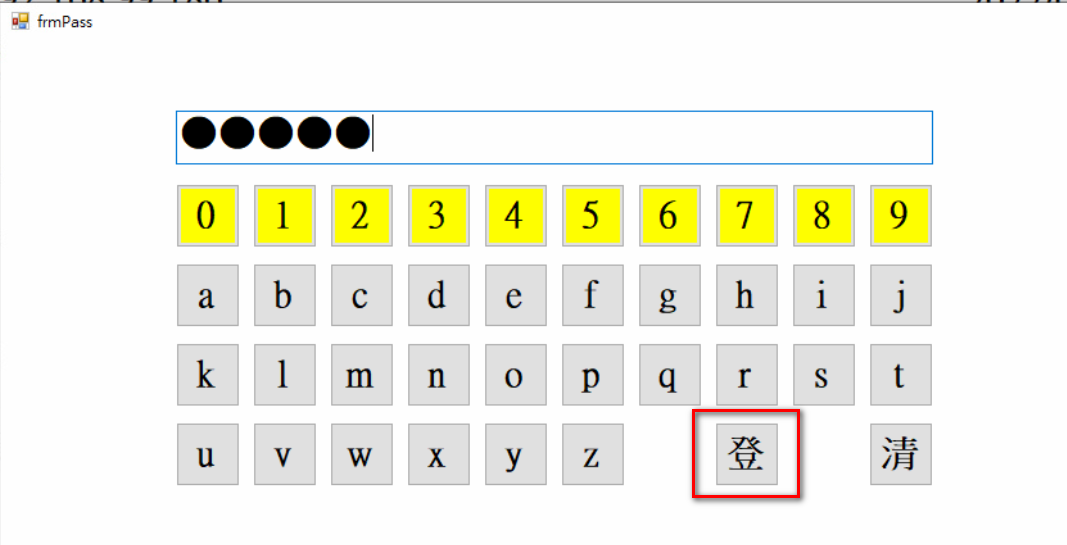 frmPass
●●●●●
0 1 2 3 4 5 6 7 8 9
a b c d e f g h i j
k l m n o p q r s t
u v w x y z 登 清